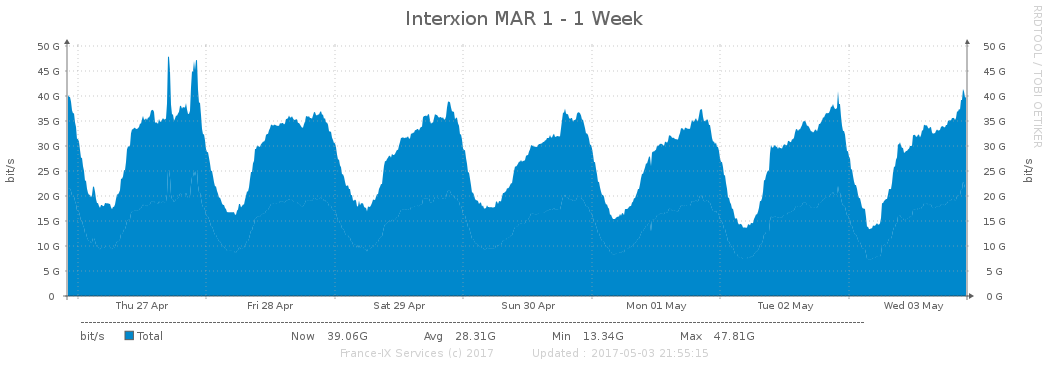 Interxion MAR 1 - 1 Week
RRDTOOL / TOBI OETIKER
50 G 50 G
45 G 45 G
40 G 40 G
35 G 35 G
30 G 30 G
25 G 25 G
20 G 20 G
15 G 15 G
10 G 10 G
5 G 5 G
0 0 G
bit/s bit/s
Thu 27 Apr Fri 28 Apr Sat 29 Apr Sun 30 Apr Mon 01 May Tue 02 May Wed 03 May
bit/s Total Now 39.06G Avg 28.31G Min 13.34G Max 47.81G
France-IX Services (c) 2017 Updated : 2017-05-03 21:55:15